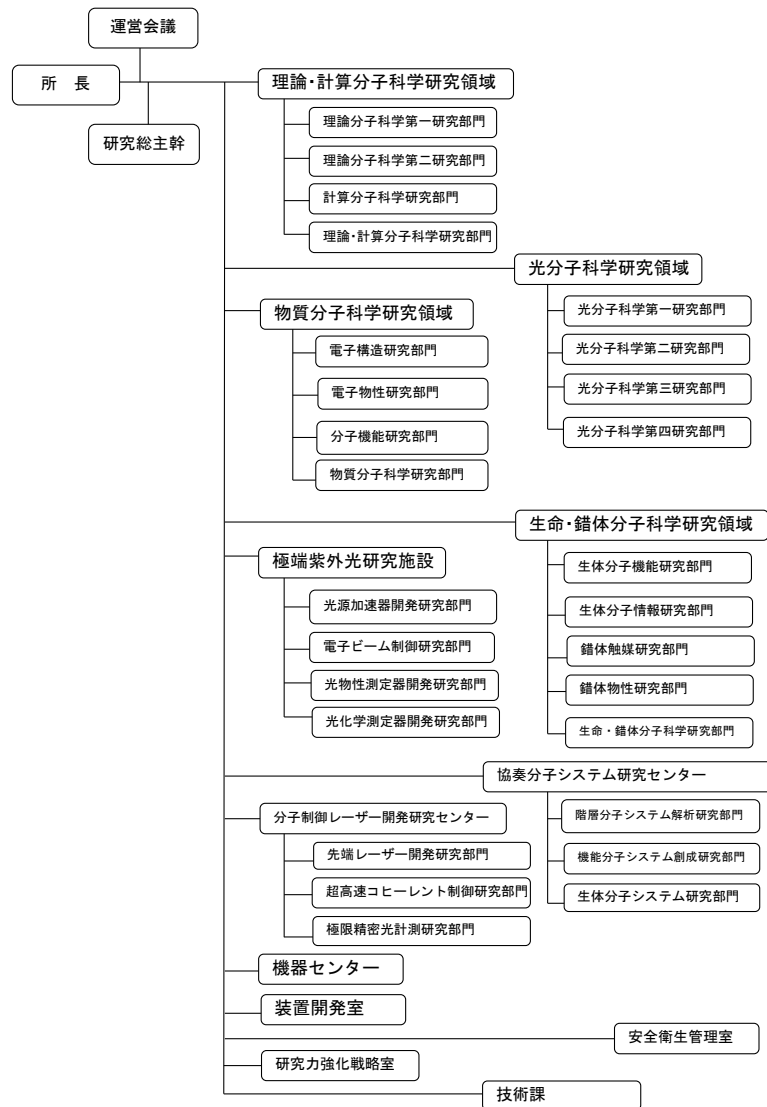 運営会議
所　長
研究総主幹
理論・計算分子科学研究領域
理論分子科学第一研究部門
理論分子科学第二研究部門
計算分子科学研究部門
理論・計算分子科学研究部門
光分子科学研究領域
光分子科学第一研究部門
光分子科学第二研究部門
光分子科学第三研究部門
光分子科学第四研究部門
物質分子科学研究領域
電子構造研究部門
電子物性研究部門
分子機能研究部門
物質分子科学研究部門
生命・錯体分子科学研究領域
生体分子機能研究部門
生体分子情報研究部門
錯体触媒研究部門
錯体物性研究部門
生命・錯体分子科学研究部門
極端紫外光研究施設
光源加速器開発研究部門
電子ビーム制御研究部門
光物性測定器開発研究部門
光化学測定器開発研究部門
協奏分子システム研究センター
階層分子システム解析研究部門
機能分子システム創成研究部門
生体分子システム研究部門
分子制御レーザー開発研究センター
先端レーザー開発研究部門
超高速コヒーレント制御研究部門
極限精密光計測研究部門
機器センター
装置開発室
安全衛生管理室
研究力強化戦略室
技術課